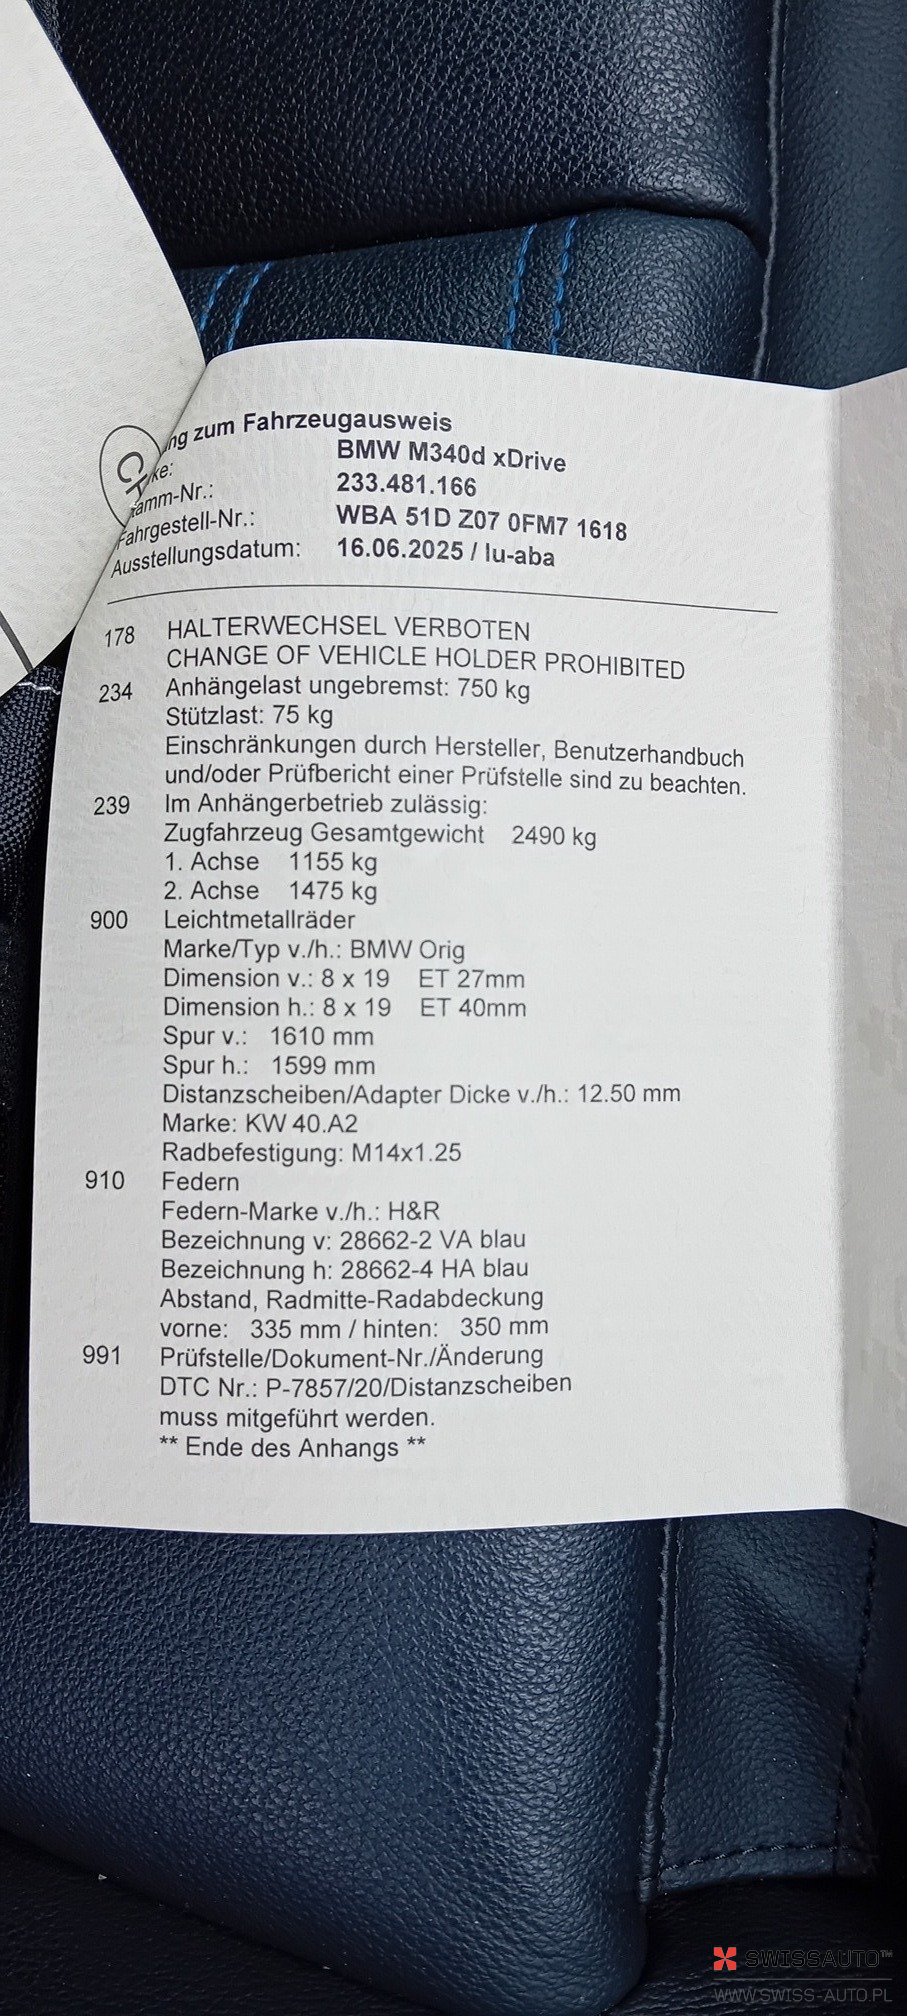 ng zum Fahrzeugausweis
ke: BMW M340d xDrive
amm-Nr.: 233.481.166
Fahrgestell-Nr.: WBA 51D Z07 0FM7 1618
Ausstellungsdatum: 16.06.2025 / lu-aba
CH
178 HALTERWECHSEL VERBOTEN
CHANGE OF VEHICLE HOLDER PROHIBITED
234 Anhängelast ungebremst: 750 kg
Stützlast: 75 kg
Einschränkungen durch Hersteller, Benutzerhandbuch
und/oder Prüfbericht einer Prüfstelle sind zu beachten.
239 Im Anhängerbetrieb zulässig:
Zugfahrzeug Gesamtgewicht 2490 kg
1. Achse 1155 kg
2. Achse 1475 kg
900 Leichtmetallräder
Marke/Typ v./h.: BMW Orig
Dimension v.: 8 x 19 ET 27mm
Dimension h.: 8 x 19 ET 40mm
Spur v.: 1610 mm
Spur h.: 1599 mm
Distanzscheiben/Adapter Dicke v./h.: 12.50 mm
Marke: KW 40.A2
Radbefestigung: M14x1.25
910 Federn
Federn-Marke v./h.: H&R
Bezeichnung v: 28662-2 VA blau
Bezeichnung h: 28662-4 HA blau
Abstand, Radmitte-Radabdeckung
vorne: 335 mm / hinten: 350 mm
991 Prüfstelle/Dokument-Nr./Änderung
DTC Nr.: P-7857/20/Distanzscheiben
muss mitgeführt werden.
** Ende des Anhangs **
SWISSAUTO™
WWW.SWISS-AUTO.PL